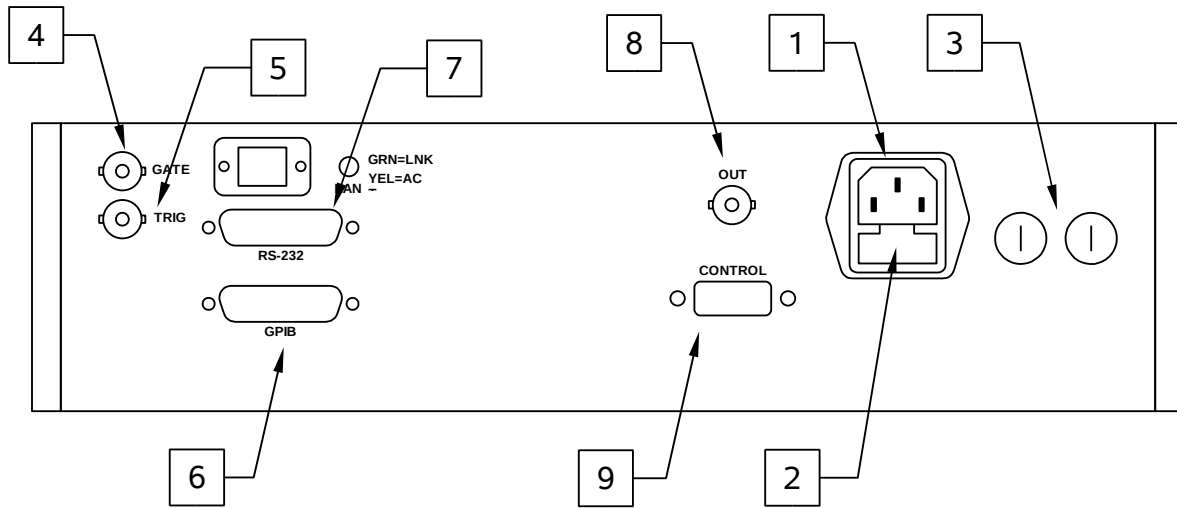 4
5
7
8
1
3
GATE
GRN=LNK
YEL=AC
T
TRIG
RS-232
GPIB
OUT
CONTROL
6
9
2